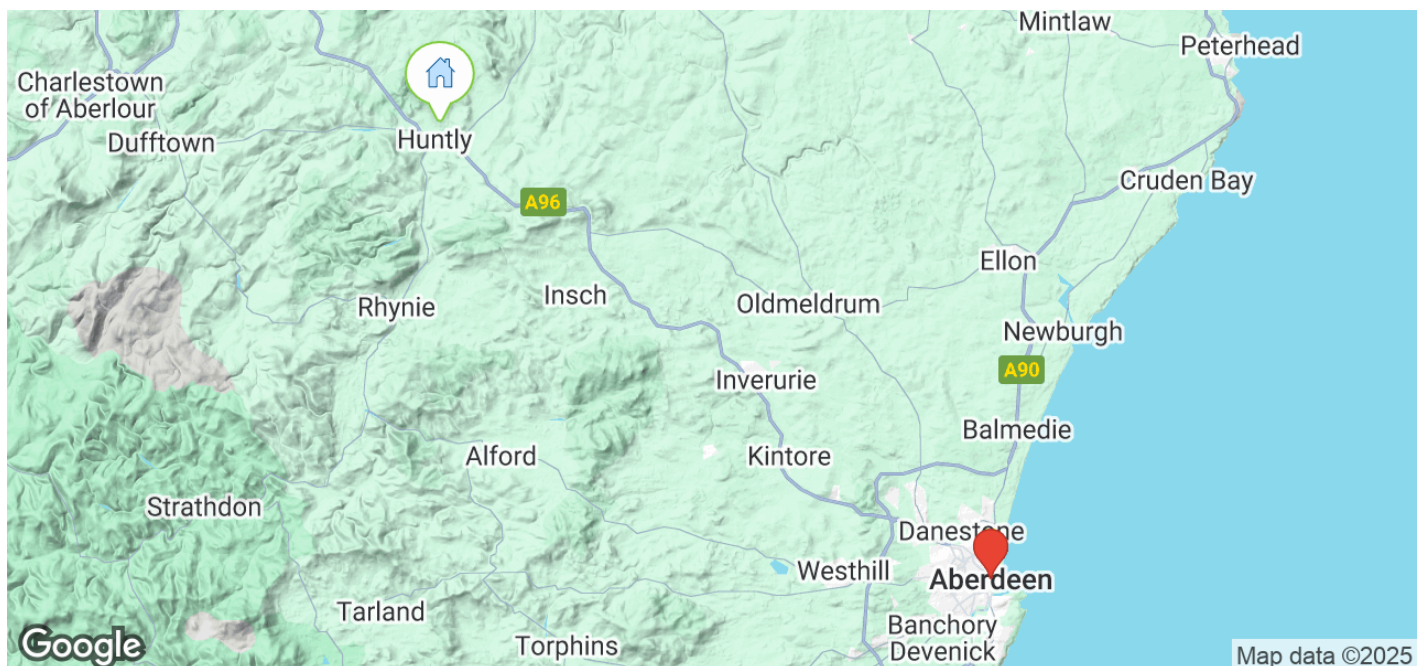 Mintlaw
Peterhead
Charlestown
of Aberlour
Dufftown
Huntly
Cruden Bay
A96
Ellon
Rhynie
Insch
Oldmeldrum
Newburgh
A90
Inverurie
Balmedie
Alford
Kintore
Strathdon
Danestone
Westhill
Aberdeen
Tarland
Banchory
Devenick
Torphins
Google
Map data ©2025